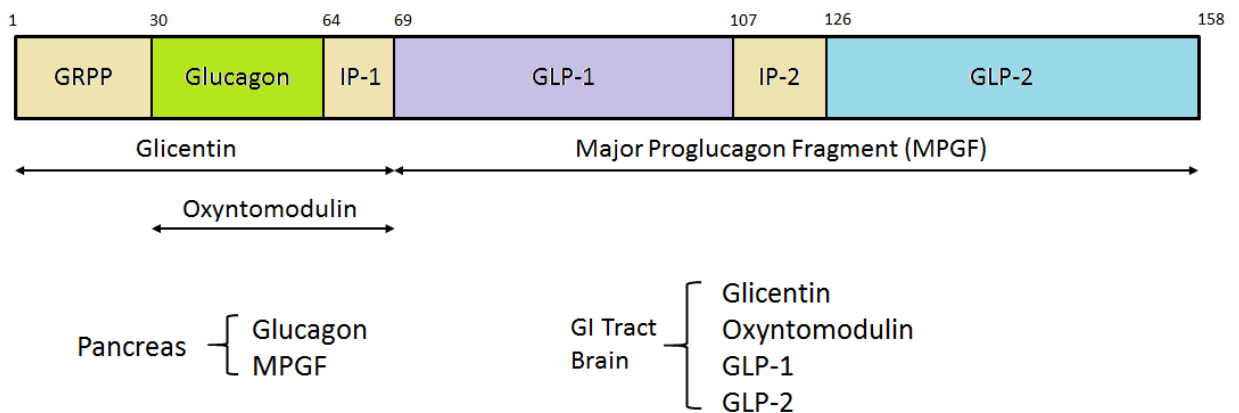 1 30 64 69 107 126 158
GRPP Glucagon IP-1 GLP-1 IP-2 GLP-2
Glicentin Major Proglucagon Fragment (MPGF)
Oxyntomodulin
Pancreas
Glucagon
MPGF
GI Tract
Brain
Glicentin
Oxyntomodulin
GLP-1
GLP-2